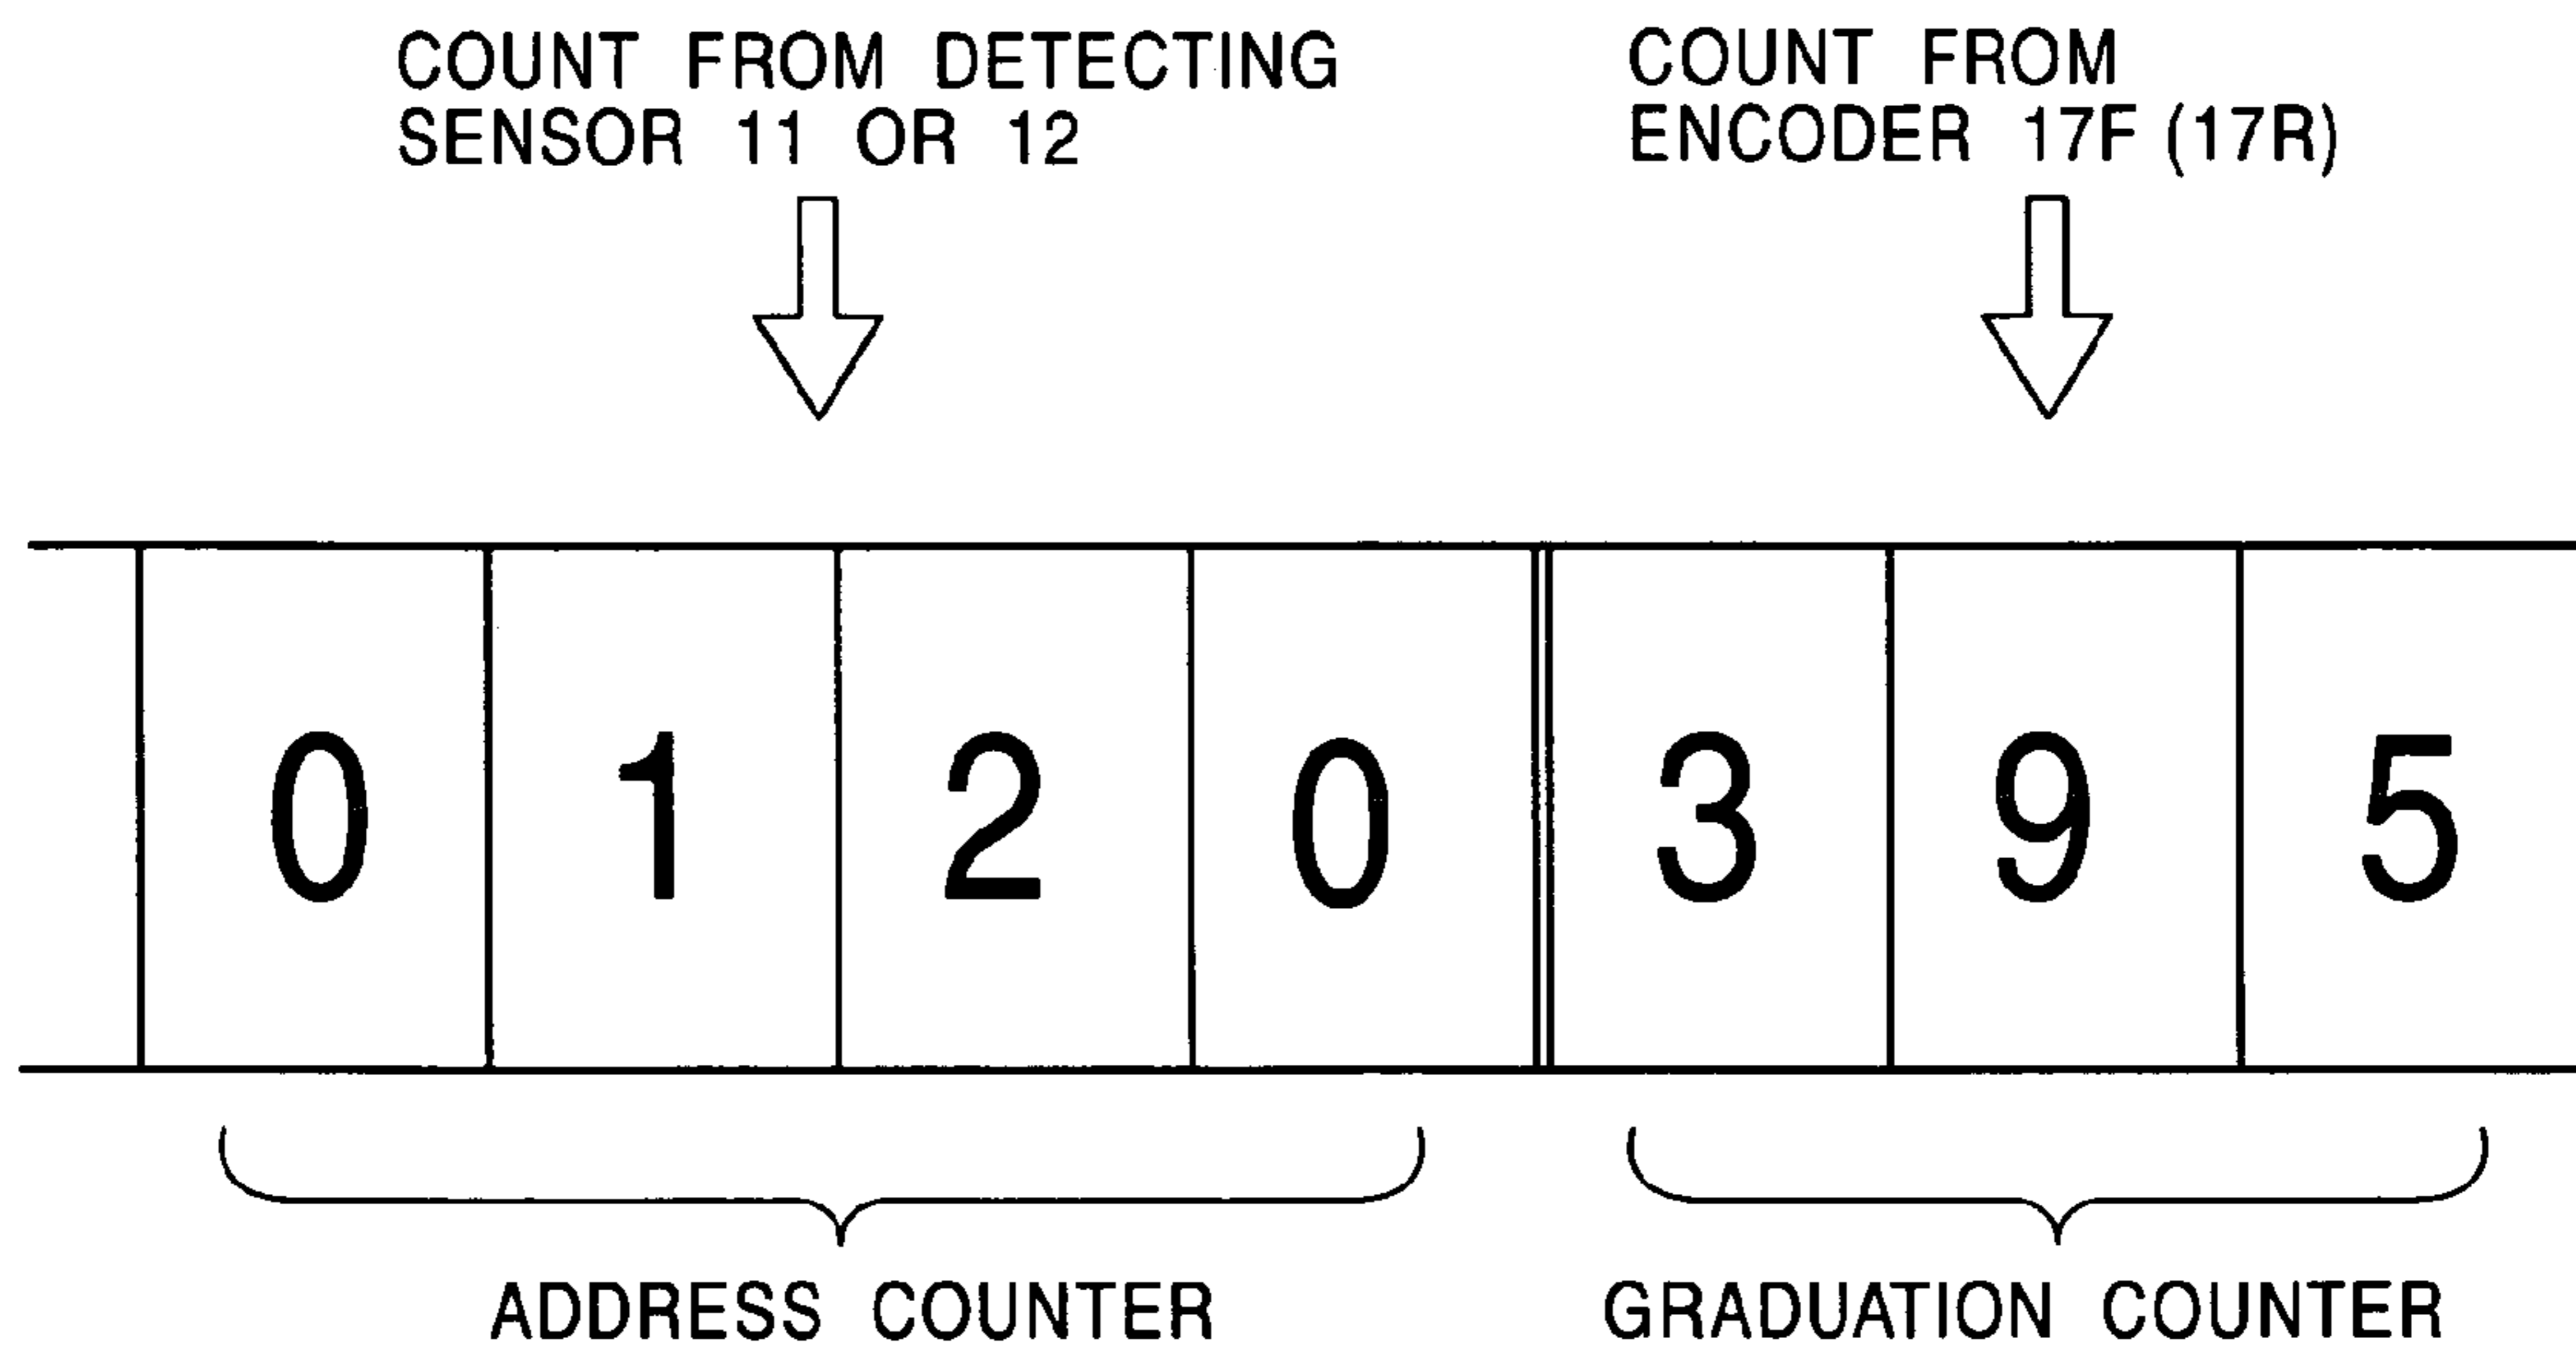 COUNT FROM DETECTING
SENSOR 11 OR 12
COUNT FROM
ENCODER 17F (17R)
0 1 2 0 3 9 5
ADDRESS COUNTER
GRADUATION COUNTER